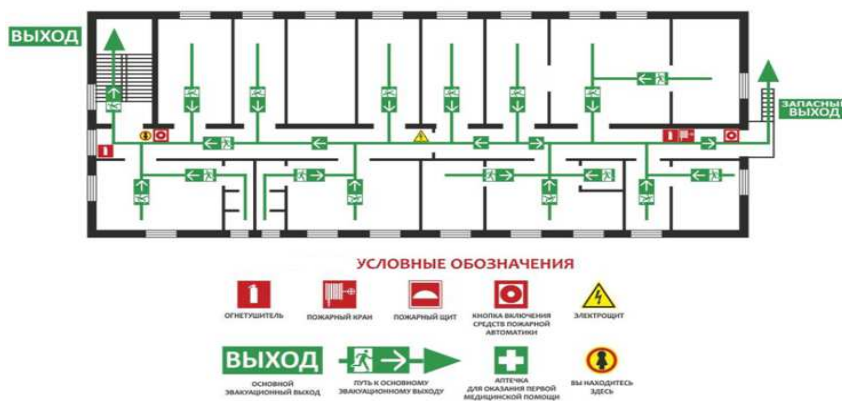 ВЫХОД
ЗАПАСНЫЙ
ВЫХОД
УСЛОВНЫЕ ОБОЗНАЧЕНИЯ
ОГНЕТУШИТЕЛЬ
ПОЖАРНЫЙ КРАН
ПОЖАРНЫЙ ЩИТ
КНОПКА ВКЛЮЧЕНИЯ
СРЕДСТВ ПОЖАРНОЙ
АВТОМАТИКИ
ЭЛЕКТРОЩИТ
ВЫХОД
ОСНОВНОЙ
ЭВАКУАЦИОННЫЙ ВЫХОД
ПУТЬ К ОСНОВНОМУ
ЭВАКУАЦИОННОМУ ВЫХОДУ
АПТЕЧКА
ДЛЯ ОКАЗАНИЯ ПЕРВОЙ
МЕДИЦИНСКОЙ ПОМОЩИ
ВЫ НАХОДИТЕСЬ
ЗДЕСЬ